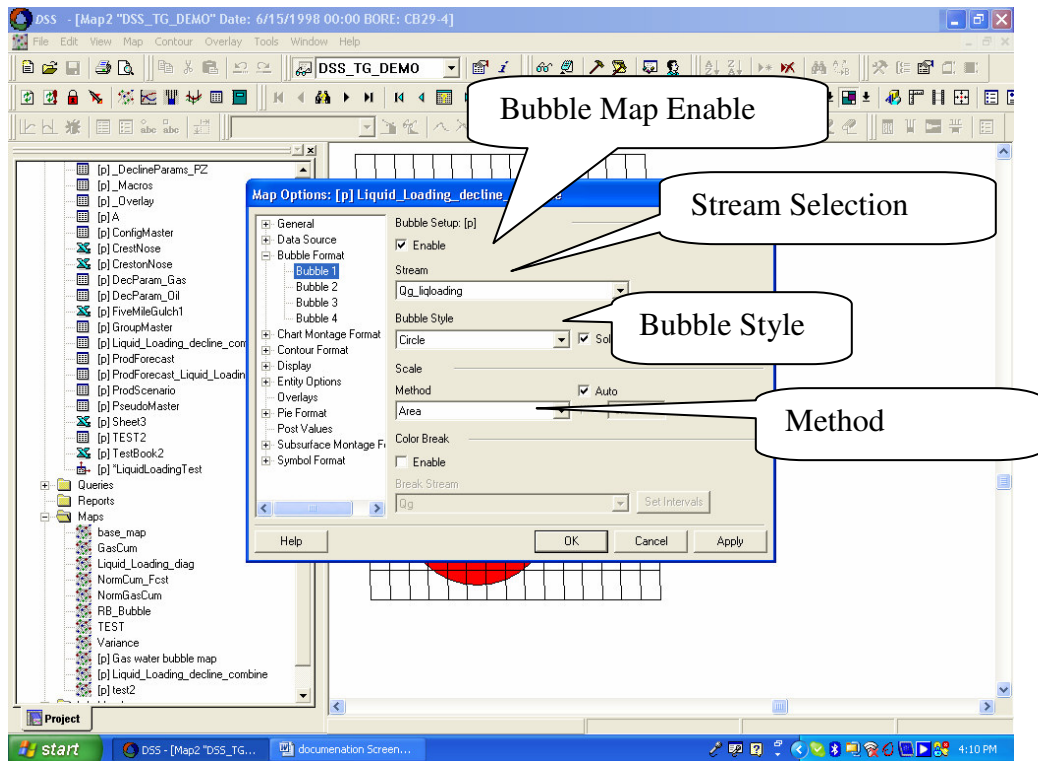 DSS - [Map2 "DSS_TG_DEMO" Date: 6/15/1998 00:00 BORE: CB29-4]
File Edit View Map Contour Overlay Tools Window Help
DSS_TG_DEMO
Bubble Map Enable
Stream Selection
Bubble Style
Method
[p] _DeclineParams_PZ
[p] _Macros
[p] _Overlay
[p] A
[p] ConfigMaster
[p] CrestNose
[p] CrestonNose
[p] DecParam_Gas
[p] DecParam_Oil
[p] FiveMileGulch1
[p] GroupMaster
[p] Liquid_Loading_decline_com
[p] ProdForecast
[p] ProdForecast_Liquid_Loadin
[p] ProdScenario
[p] PseudoMaster
[p] Sheet3
[p] TEST2
[p] TestBook2
[p] *LiquidLoadingTest
Queries
Reports
Maps
base_map
GasCum
Liquid_Loading_diag
NormCum_Fcst
NormGasCum
RB_Bubble
TEST
Variance
[p] Gas water bubble map
[p] Liquid_Loading_decline_combine
[p] test2
Project
Map Options: [p] Liquid_Loading_decline_
General
Data Source
Bubble Format
Bubble 1
Bubble 2
Bubble 3
Bubble 4
Chart Montage Format
Contour Format
Display
Entity Options
Overlays
Pie Format
Post Values
Subsurface Montage F
Symbol Format
Bubble Setup: [p]
Enable
Stream
Qg_liqloading
Bubble Style
Circle
Sol
Scale
Method
Auto
Area
Color Break
Enable
Break Stream
Qg
Set Intervals
Help
OK
Cancel
Apply
start
DSS - [Map2 "DSS_TG...
documenation Scree...
4:10 PM